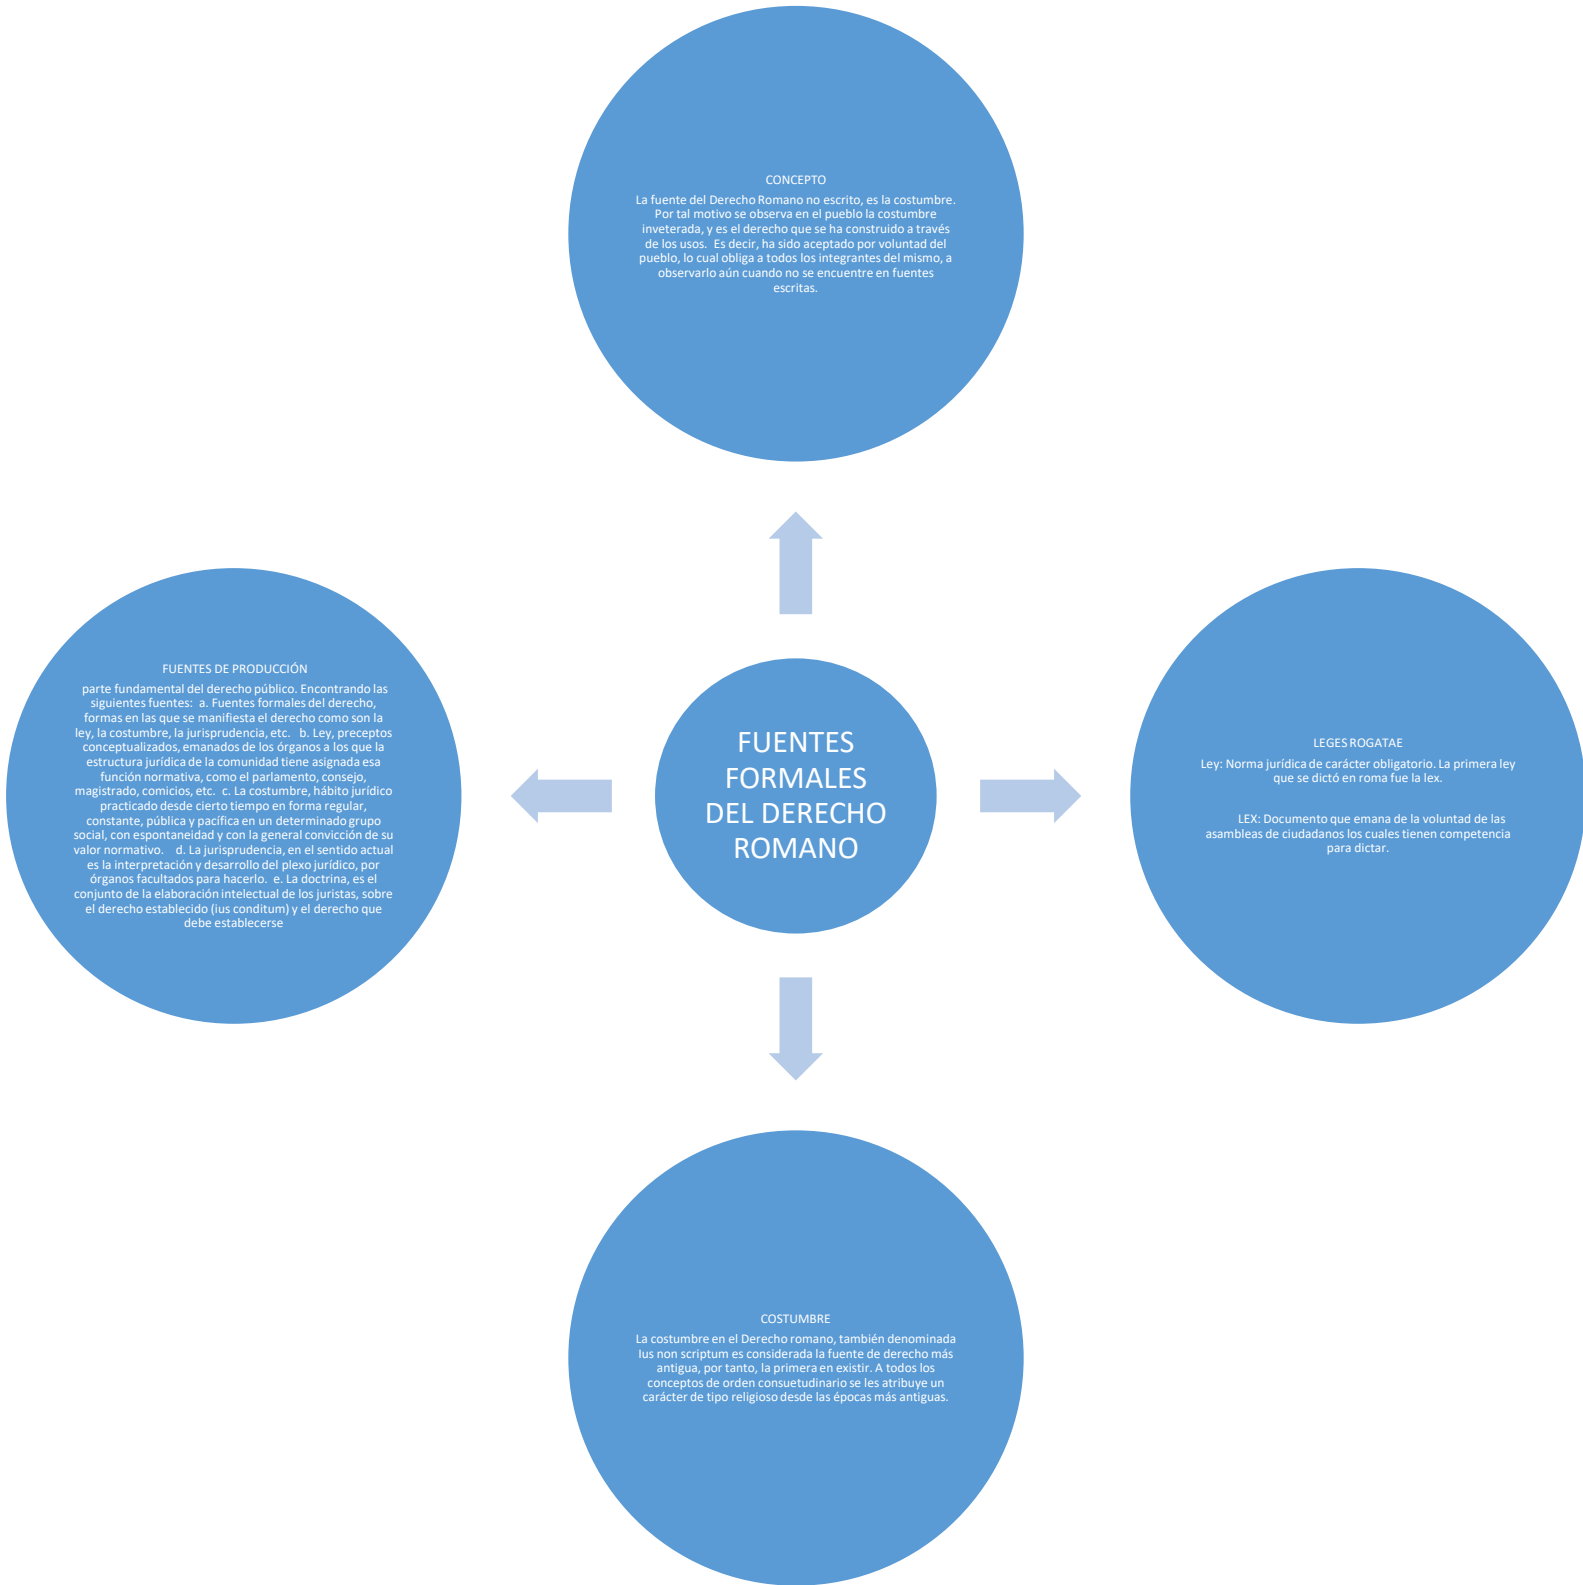 CONCEPTO
La fuente del Derecho Romano no escrito, es la costumbre.
Por tal motivo se observa en el pueblo la costumbre
inveterada, y es el derecho que se ha construido a través
de los usos. Es decir, ha sido aceptado por voluntad del
pueblo, lo cual obliga a todos los integrantes del mismo, a
observarlo aún cuando no se encuentre en fuentes
escritas.
FUENTES DE PRODUCCIÓN
parte fundamental del derecho público. Encontrando las
siguientes fuentes: a. Fuentes formales del derecho,
formas en las que se manifiesta el derecho como son la
ley, la costumbre, la jurisprudencia, etc. b. Ley, preceptos
conceptualizados, emanados de los órganos a los que la
estructura jurídica de la comunidad tiene asignada esa
función normativa, como el parlamento, consejo,
magistrado, comicios, etc. c. La costumbre, hábito jurídico
practicado desde cierto tiempo en forma regular,
constante, pública y pacífica en un determinado grupo
social, con espontaneidad y con la general convicción de su
valor normativo. d. La jurisprudencia, en el sentido actual
es la interpretación y desarrollo del plexo jurídico, por
órganos facultados para hacerlo. e. La doctrina, es el
conjunto de la elaboración intelectual de los juristas, sobre
el derecho establecido (ius conditum) y el derecho que
debe establecerse
FUENTES
FORMALES
DEL DERECHO
ROMANO
LEGES ROGATAE
Ley: Norma jurídica de carácter obligatorio. La primera ley
que se dictó en roma fue la lex.
LEX: Documento que emana de la voluntad de las
asambleas de ciudadanos los cuales tienen competencia
para dictar.
COSTUMBRE
La costumbre en el Derecho romano, también denominada
Ius non scriptum es considerada la fuente de derecho más
antigua, por tanto, la primera en existir. A todos los
conceptos de orden consuetudinario se les atribuye un
carácter de tipo religioso desde las épocas más antiguas.